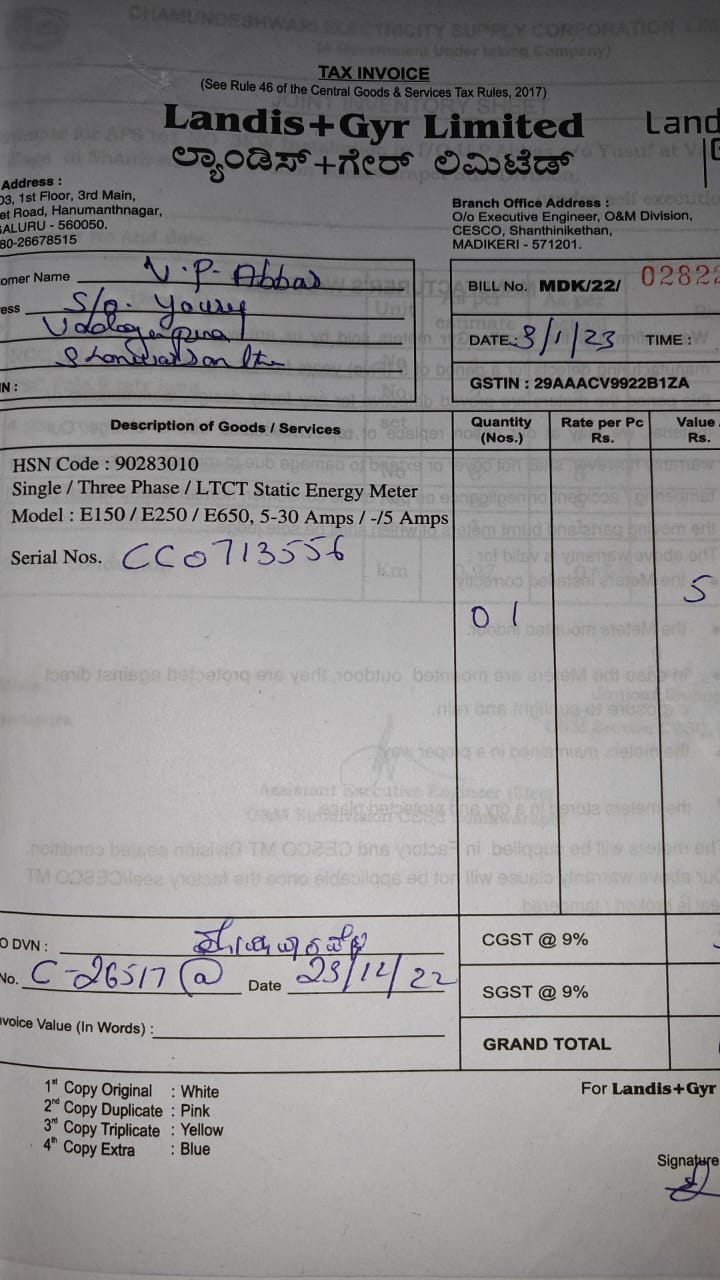 TAX INVOICE
(See Rule 46 of the Central Goods & Services Tax Rules, 2017)
Landis+Gyr Limited
Land
ಲ್ಯಾಂಡಿಸ್+ಗೇರ್ ಲಿಮಿಟೆಡ್
Address :
03, 1st Floor, 3rd Main,
et Road, Hanumanthnagar,
GALURU - 560050.
80-26678515
Branch Office Address :
O/o Executive Engineer, O&M Division,
CESCO, Shanthinikethan,
MADIKERI - 571201.
omer Name V.P. Abbas
ess S/o. Yousuf
N :
BILL No. MDK/22/ 02822
DATE: 3/1/23 TIME :
GSTIN : 29AAACV9922B1ZA
Description of Goods / Services Quantity (Nos.) Rate per Pc Rs. Value Rs.
HSN Code : 90283010
Single / Three Phase / LTCT Static Energy Meter
Model : E150 / E250 / E650, 5-30 Amps / -/5 Amps
Serial Nos. CC0713556
01 5
O DVN :
No. C-26517 @ Date 23/12/22
nvoice Value (In Words) :
CGST @ 9%
SGST @ 9%
GRAND TOTAL
1st Copy Original : White
2nd Copy Duplicate : Pink
3rd Copy Triplicate : Yellow
4th Copy Extra : Blue
For Landis+Gyr
Signature